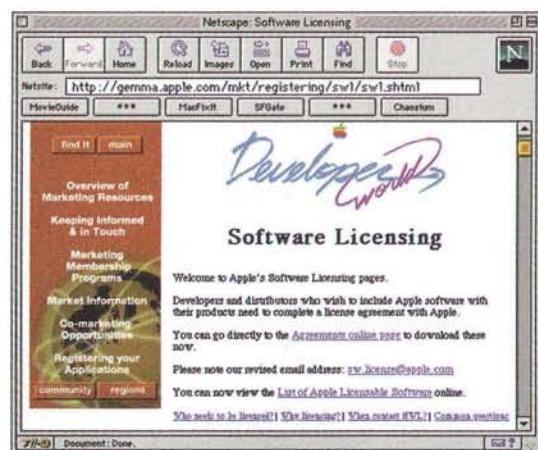 Netscape: Software Licensing
Back Forward Home Reload Images Open Print Find Stop
N
Netsite: http://gemma.apple.com/mkt/registering/sw1/sw1.shtml
MovieGuide *** MacFixIt SFGate *** Chaosium
find it main
Overview of
Marketing Resources
Keeping Informed
& in Touch
Marketing
Membership
Programs
Market Information
Co-marketing
Opportunities
Registering your
Applications
community regions
Developer
World
Software Licensing
Welcome to Apple's Software Licensing pages.
Developers and distributors who wish to include Apple software with
their products need to complete a license agreement with Apple.
You can go directly to the Agreements online page to download these
now.
Please note our revised email address: sw.license@apple.com
You can now view the List of Apple Licensable Software online.
Who needs to be licensed? | Why licensing? | When contact SWL? | Common questions
Document: Done.